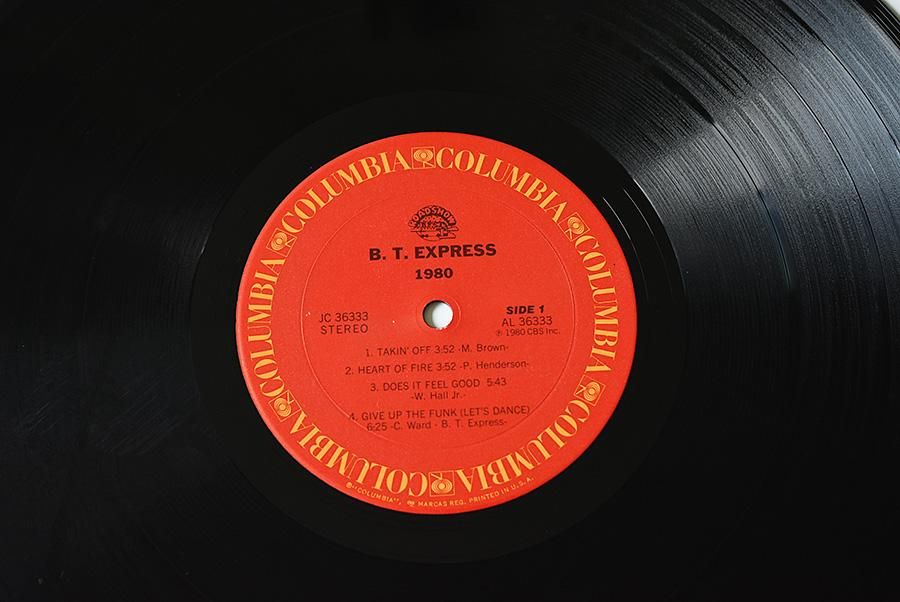 COLUMBIA COLUMBIA COLUMBIA COLUMBIA COLUMBIA COLUMBIA
ROADSHOW
B. T. EXPRESS
1980
JC 36333
STEREO
SIDE 1
AL 36333
℗ 1980 CBS Inc.
1. TAKIN' OFF 3:52 -M. Brown-
2. HEART OF FIRE 3:52 -P. Henderson-
3. DOES IT FEEL GOOD 5:43
-W. Hall Jr.-
4. GIVE UP THE FUNK (LET'S DANCE)
6:25 -C. Ward - B. T. Express-
®-"COLUMBIA", MARCAS REG. PRINTED IN U.S.A.